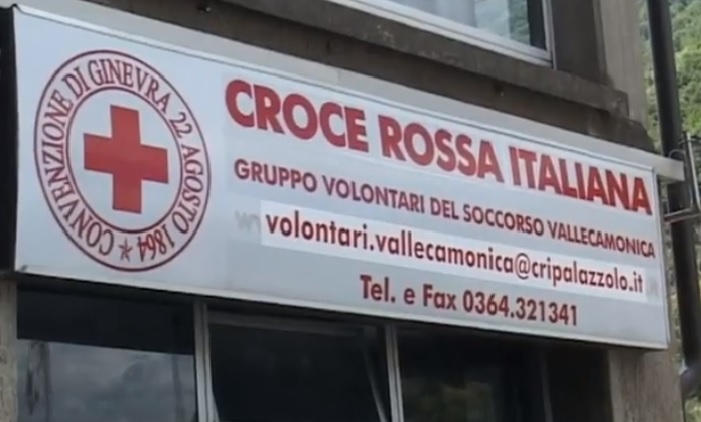 CONVENZIONE DI GINEVRA 22 AGOSTO 1864
CROCE ROSSA ITALIANA
GRUPPO VOLONTARI DEL SOCCORSO VALLECAMONICA
volontari.vallecamonica@cripalazzolo.it
Tel. e Fax 0364.321341